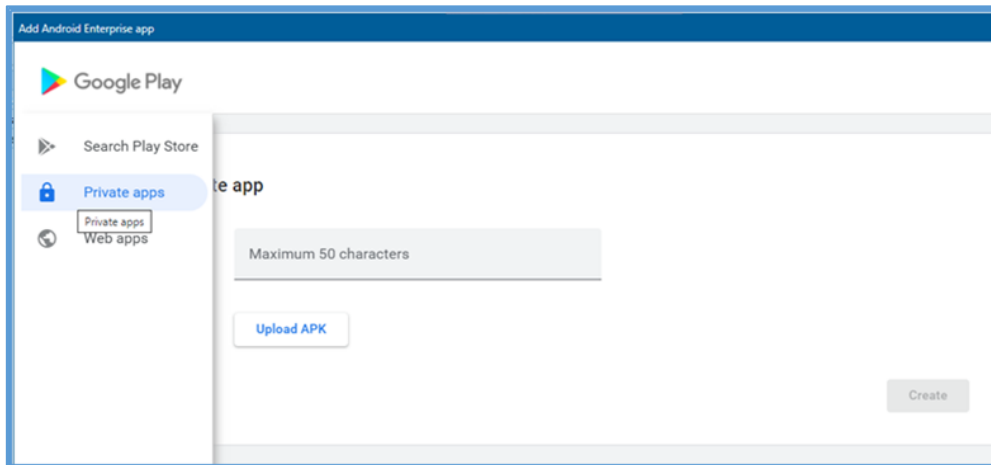 Add Android Enterprise app
Google Play
Search Play Store
Private apps
te app
Private apps
Web apps
Maximum 50 characters
Upload APK
Create